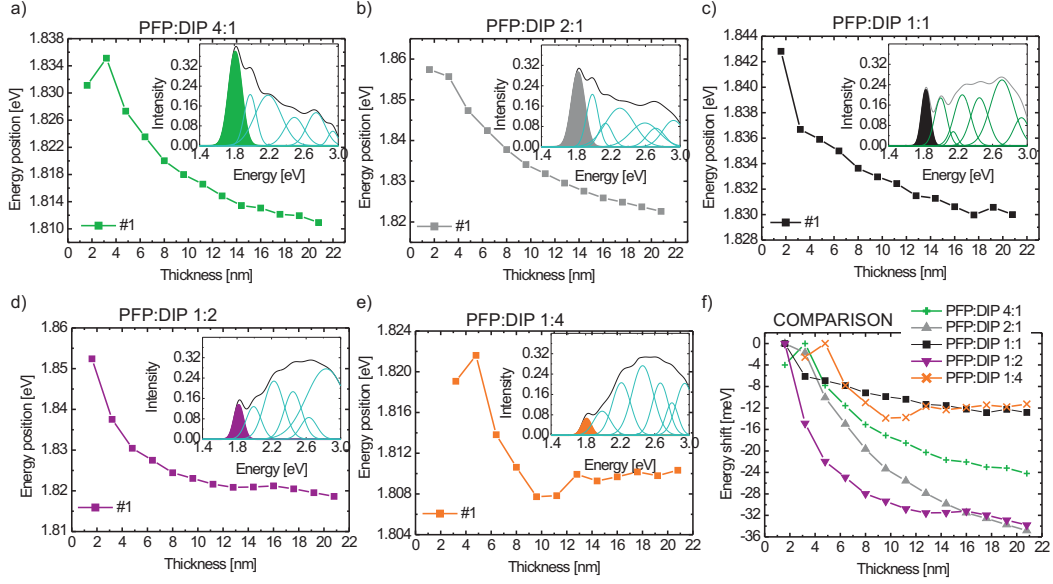 a) PFP:DIP 4:1
1.838
1.834
1.830
1.826
1.822
1.818
1.814
1.810
Energy position [eV]
0 2 4 6 8 10 12 14 16 18 20 22
Thickness [nm]
#1
0.32
0.24
0.16
0.08
0.00
Intensity
1.4 1.8 2.2 2.6 3.0
Energy [eV]
b) PFP:DIP 2:1
1.86
1.85
1.84
1.83
1.82
Energy position [eV]
0 2 4 6 8 10 12 14 16 18 20 22
Thickness [nm]
#1
0.32
0.24
0.16
0.08
0.00
Intensity
1.4 1.8 2.2 2.6 3.0
Energy [eV]
c) PFP:DIP 1:1
1.844
1.842
1.840
1.838
1.836
1.834
1.832
1.830
1.828
Energy position [eV]
0 2 4 6 8 10 12 14 16 18 20 22
Thickness [nm]
#1
0.33
0.24
0.16
0.08
0.00
Intensity
1.4 1.8 2.2 2.6 3.0
Energy [eV]
d) PFP:DIP 1:2
1.86
1.85
1.84
1.83
1.82
1.81
Energy position [eV]
0 2 4 6 8 10 12 14 16 18 20 22
Thickness [nm]
#1
0.32
0.24
0.16
0.08
0.00
Intensity
1.4 1.8 2.2 2.6 3.0
Energy [eV]
e) PFP:DIP 1:4
1.824
1.820
1.816
1.812
1.808
1.804
Energy position [eV]
0 2 4 6 8 10 12 14 16 18 20 22
Thickness [nm]
#1
0.32
0.24
0.16
0.08
0.00
Intensity
1.4 1.8 2.2 2.6 3.0
Energy [eV]
f)
COMPARISON
PFP:DIP 4:1
PFP:DIP 2:1
PFP:DIP 1:1
PFP:DIP 1:2
PFP:DIP 1:4
0
-4
-8
-12
-16
-20
-24
-28
-32
-36
Energy shift [meV]
0 2 4 6 8 10 12 14 16 18 20 22
Thickness [nm]